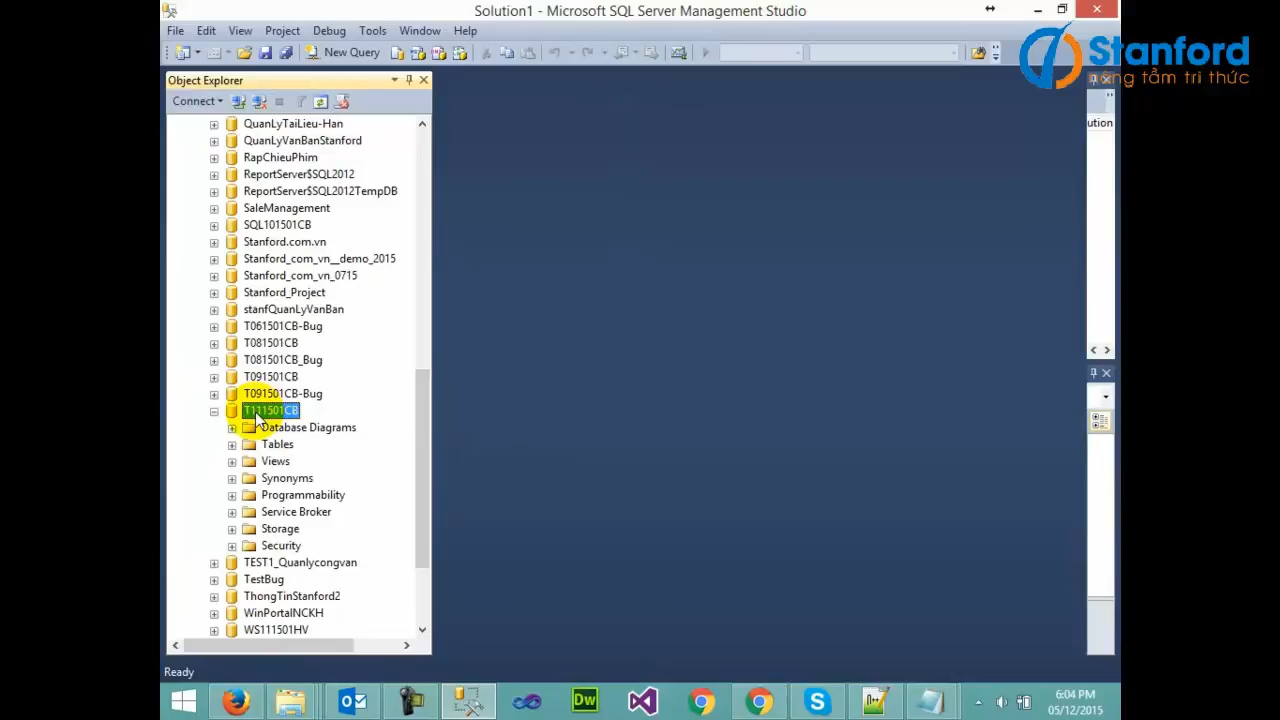 Solution1 - Microsoft SQL Server Management Studio
File Edit View Project Debug Tools Window Help
New Query
Stanford
tầm tri thức
Object Explorer
Connect
ution
QuanLyTaiLieu-Han
QuanLyVanBanStanford
RapChieuPhim
ReportServer$SQL2012
ReportServer$SQL2012TempDB
SaleManagement
SQL101501CB
Stanford.com.vn
Stanford_com_vn__demo_2015
Stanford_com_vn_0715
Stanford_Project
stanfQuanLyVanBan
T061501CB-Bug
T081501CB
T081501CB_Bug
T091501CB
T091501CB-Bug
T111501CB
Database Diagrams
Tables
Views
Synonyms
Programmability
Service Broker
Storage
Security
TEST1_Quanlycongvan
TestBug
ThongTinStanford2
WinPortalNCKH
WS111501HV
Ready
Dw
6:04 PM
05/12/2015